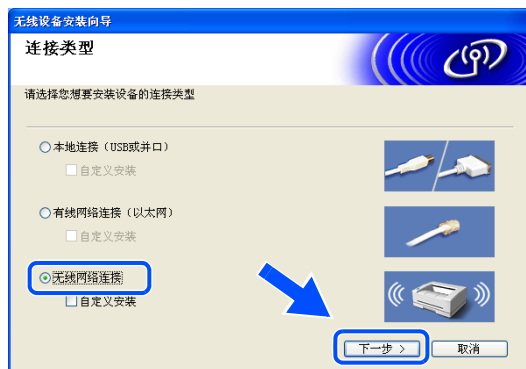 无线设备安装向导
连接类型
请选择您想要安装设备的连接类型
本地连接（USB或并口）
自定义安装
有线网络连接（以太网）
自定义安装
无线网络连接
自定义安装
下一步 >
取消